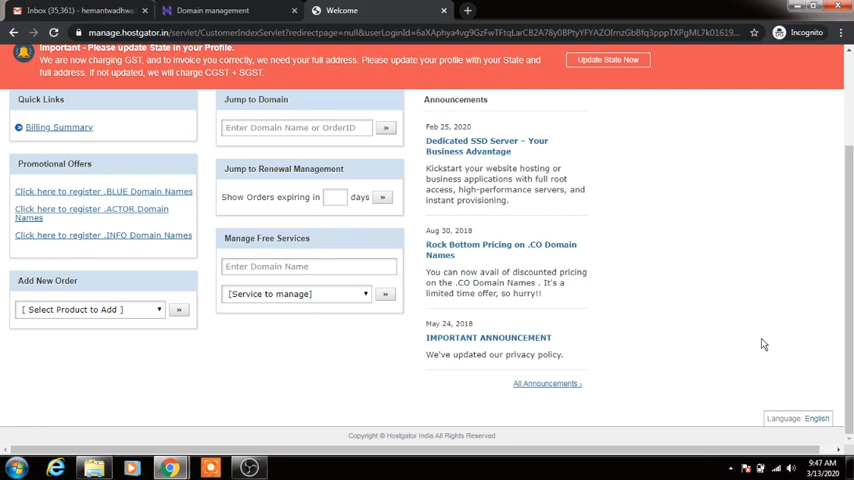 Inbox (35,361) - hemantwadhwa
Domain management
Welcome
manage.hostgator.in/servlet/CustomerIndexServlet?redirectpage=null&userLoginId=
Incognito
Important - Please update State in your Profile.
We are now charging GST, and to invoice you correctly, we need your full address. Please update your profile with your State and
full address. If not updated, we will charge CGST + SGST.
Update State Now
Quick Links
Billing Summary
Promotional Offers
Click here to register .BLUE Domain Names
Click here to register .ACTOR Domain
Names
Click here to register .INFO Domain Names
Add New Order
[ Select Product to Add ]
»
Jump to Domain
Enter Domain Name or OrderID
»
Jump to Renewal Management
Show Orders expiring in
days
»
Manage Free Services
Enter Domain Name
[Service to manage]
»
Announcements
Feb 25, 2020
Dedicated SSD Server – Your
Business Advantage
Kickstart your website hosting or
business applications with full root
access, high-performance servers, and
instant provisioning.
Aug 30, 2018
Rock Bottom Pricing on .CO Domain
Names
You can now avail of discounted pricing
on the .CO Domain Names . It's a
limited time offer, so hurry!!
May 24, 2018
IMPORTANT ANNOUNCEMENT
We've updated our privacy policy.
All Announcements ›
Language: English
Copyright © Hostgator India All Rights Reserved
9:47 AM
3/13/2020